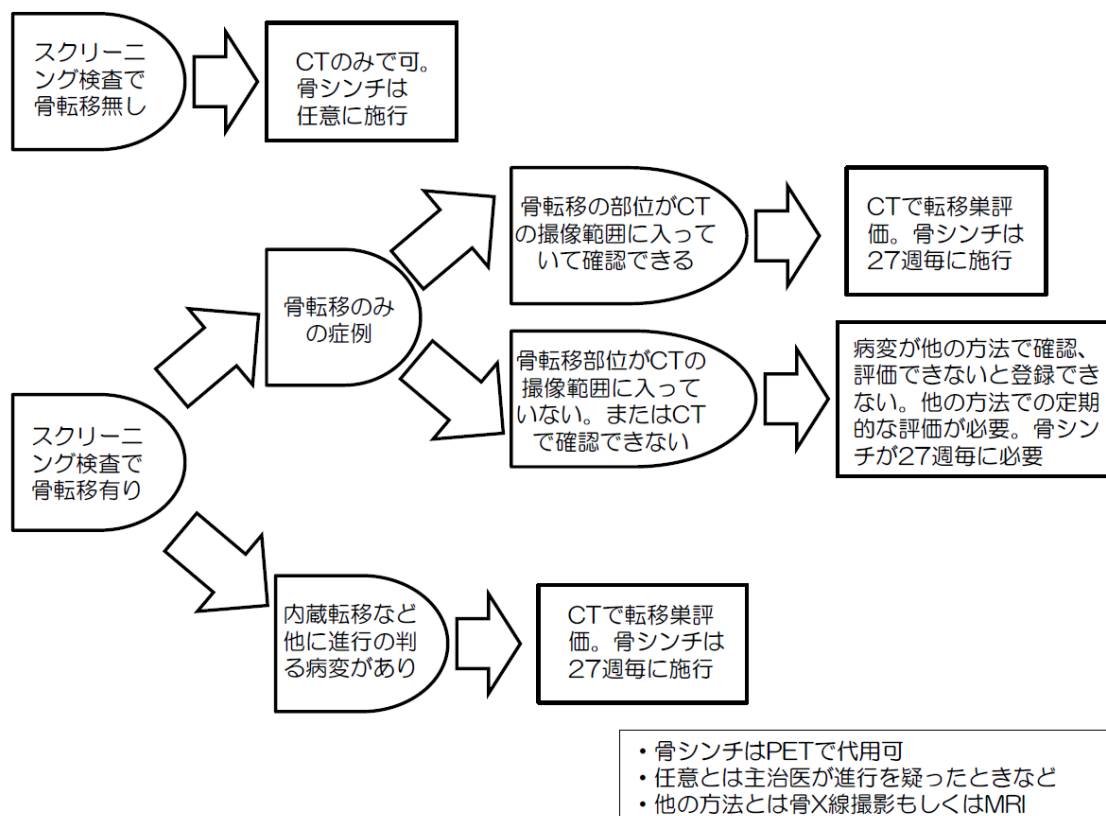 スクリーニ
ング検査で
骨転移無し
CTのみで可。
骨シンチは
任意に施行
骨転移の部位がCT
の撮像範囲に入って
いて確認できる
CTで転移巣評
価。骨シンチは
27週毎に施行
骨転移のみ
の症例
骨転移部位がCTの
撮像範囲に入って
いない。またはCT
で確認できない
病変が他の方法で確認、
評価できないと登録でき
ない。他の方法での定期
的な評価が必要。骨シン
チが27週毎に必要
スクリーニ
ング検査で
骨転移有り
内蔵転移など
他に進行の判
る病変があり
CTで転移巣評
価。骨シンチは
27週毎に施行
・骨シンチはPETで代用可
・任意とは主治医が進行を疑ったときなど
・他の方法とは骨X線撮影もしくはMRI